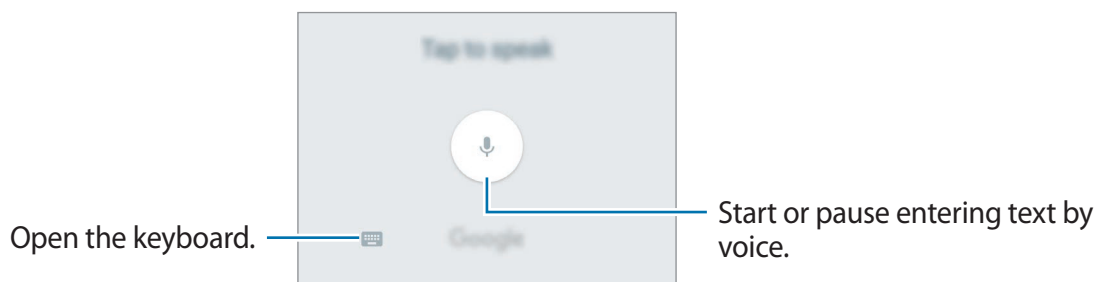 Tap to speak
Open the keyboard.
Google
Start or pause entering text by
voice.